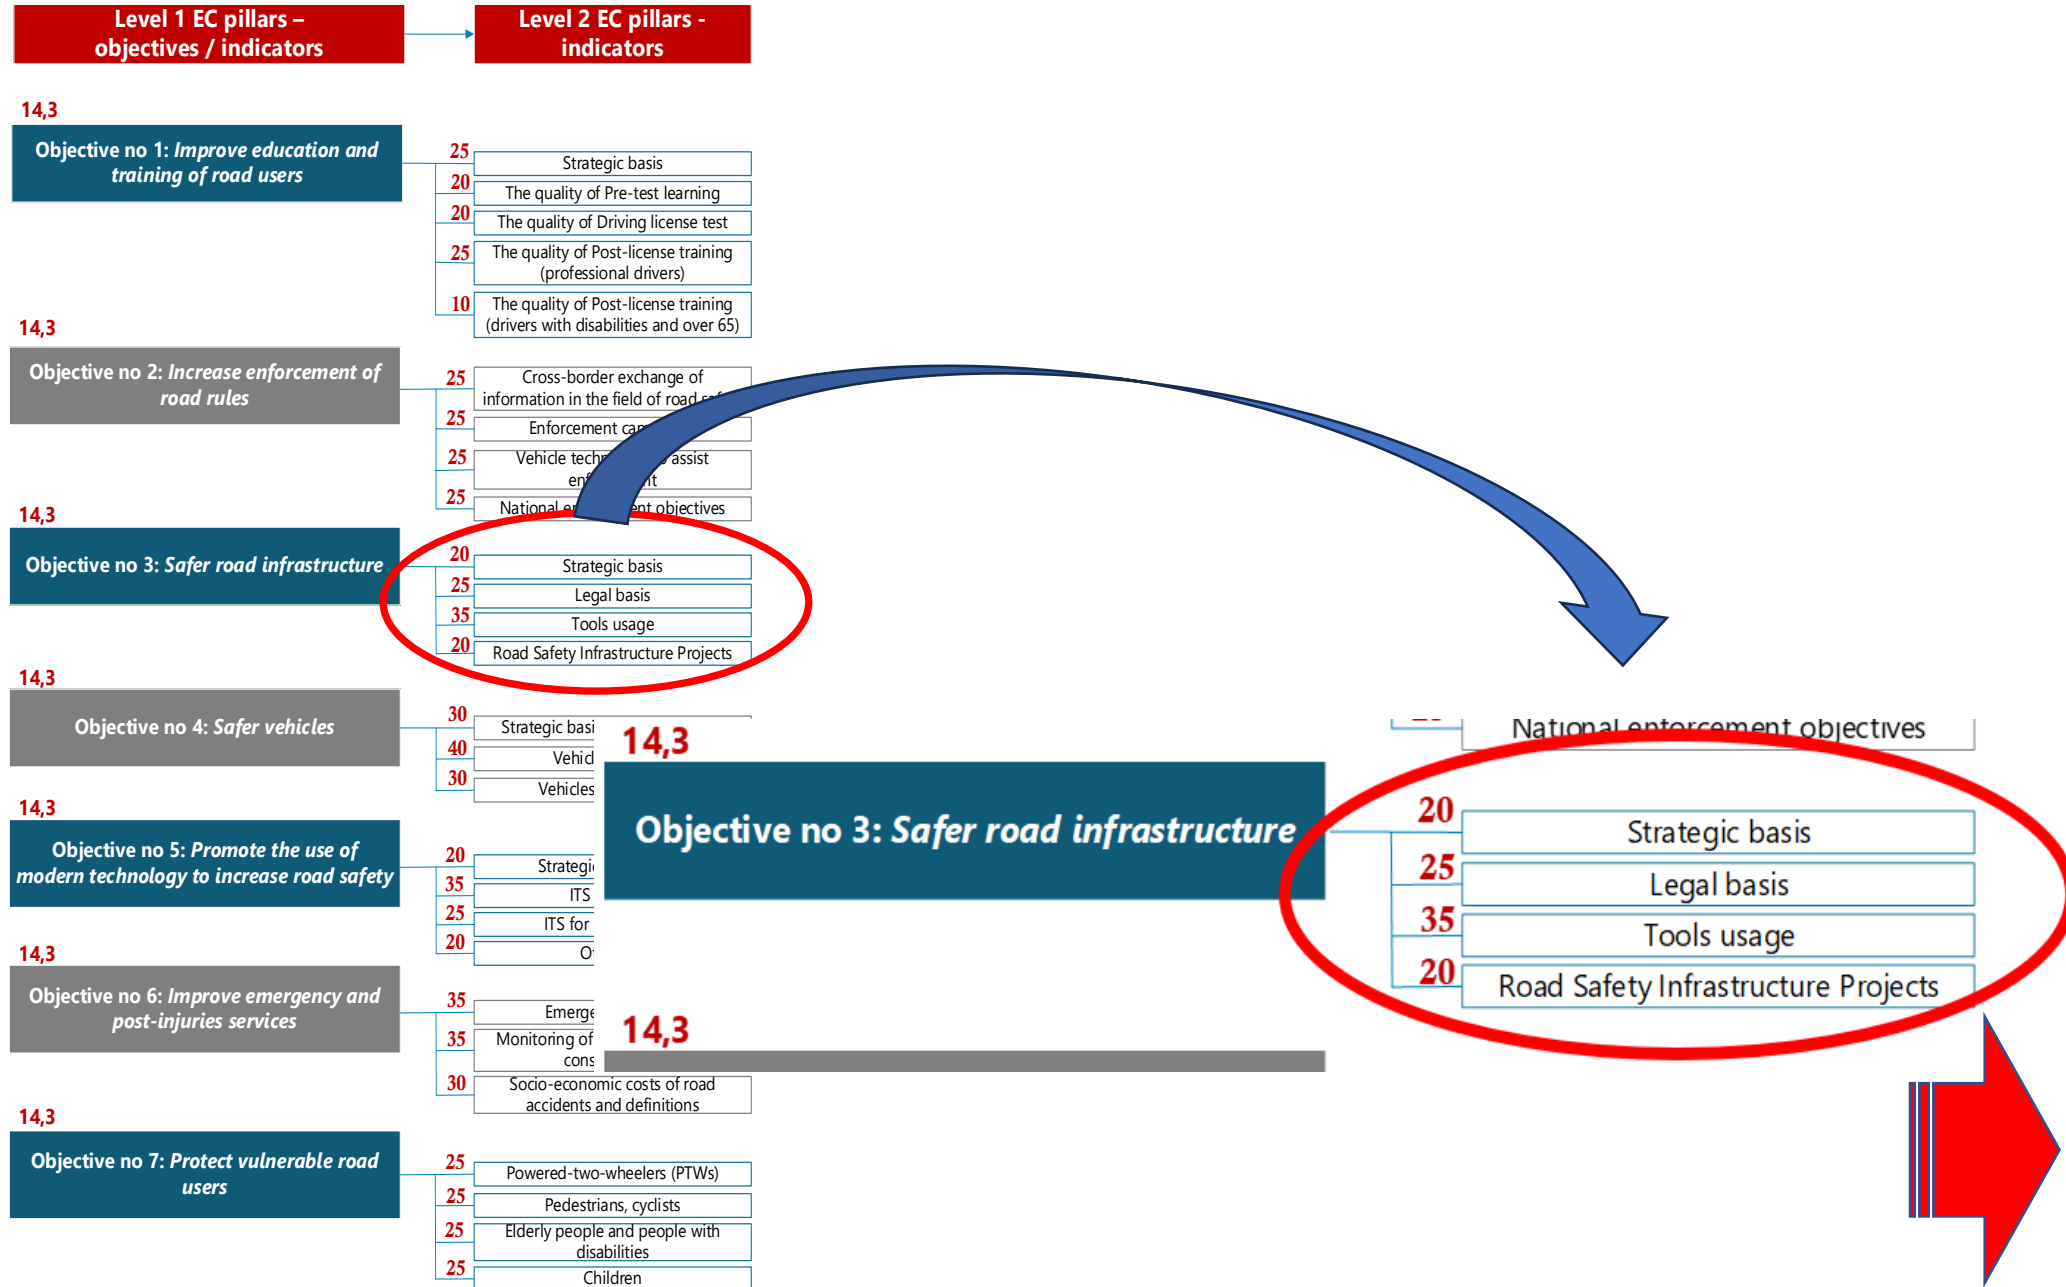 Level 1 EC pillars –
objectives / indicators
Level 2 EC pillars -
indicators
14,3
Objective no 1: Improve education and
training of road users
25
Strategic basis
20
The quality of Pre-test learning
20
The quality of Driving license test
25
The quality of Post-license training
(professional drivers)
10
The quality of Post-license training
(drivers with disabilities and over 65)
14,3
Objective no 2: Increase enforcement of
road rules
25
Cross-border exchange of
information in the field of road
25
Enforcement
25
Vehicle assist
25
National objectives
14,3
Objective no 3: Safer road infrastructure
20
Strategic basis
25
Legal basis
35
Tools usage
20
Road Safety Infrastructure Projects
14,3
Objective no 4: Safer vehicles
30
Strategic
40
30
Vehicles
14,3
Objective no 5: Promote the use of
modern technology to increase road safety
20
35
ITS
25
ITS for
20
14,3
Objective no 6: Improve emergency and
post-injuries services
35
35
Monitoring of
30
Socio-economic costs of road
accidents and definitions
14,3
Objective no 7: Protect vulnerable road
users
25
Powered-two-wheelers (PTWs)
25
Pedestrians, cyclists
25
Elderly people and people with
disabilities
25
Children
14,3
Objective no 3: Safer road infrastructure
National enforcement objectives
20
Strategic basis
25
Legal basis
35
Tools usage
20
Road Safety Infrastructure Projects
14,3